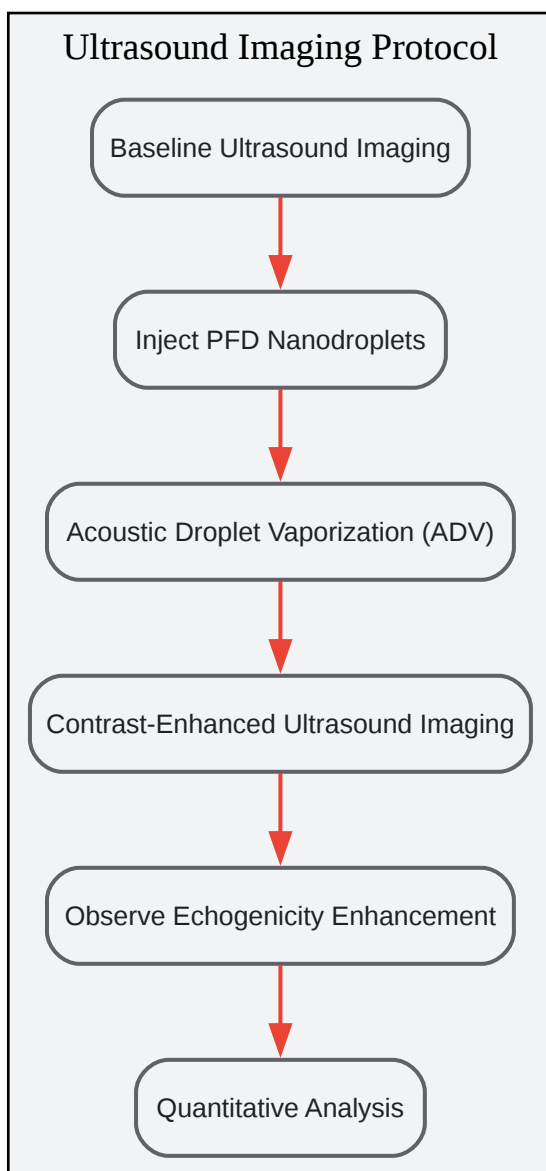 Ultrasound Imaging Protocol
Baseline Ultrasound Imaging
Inject PFD Nanodroplets
Acoustic Droplet Vaporization (ADV)
Contrast-Enhanced Ultrasound Imaging
Observe Echogenicity Enhancement
Quantitative Analysis